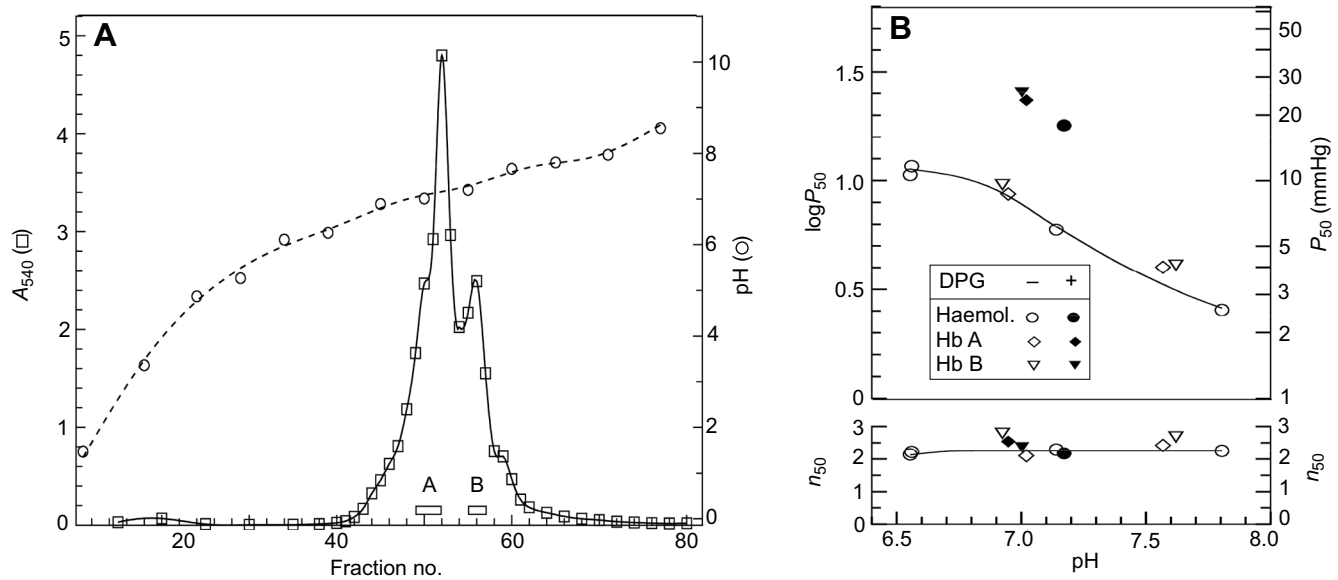 A
5
4
3
2
1
0
A540 (□)
10
8
6
4
2
0
pH (○)
A B
20 40 60 80
Fraction no.
B
1.5
1.0
0.5
0
logP50
50
30
20
10
5
3
2
1
P50 (mmHg)
DPG – +
Haemol. ○ ●
Hb A ◇ ◆
Hb B ▽ ▼
3
2
1
0
n50
3
2
1
0
n50
6.5 7.0 7.5 8.0
pH